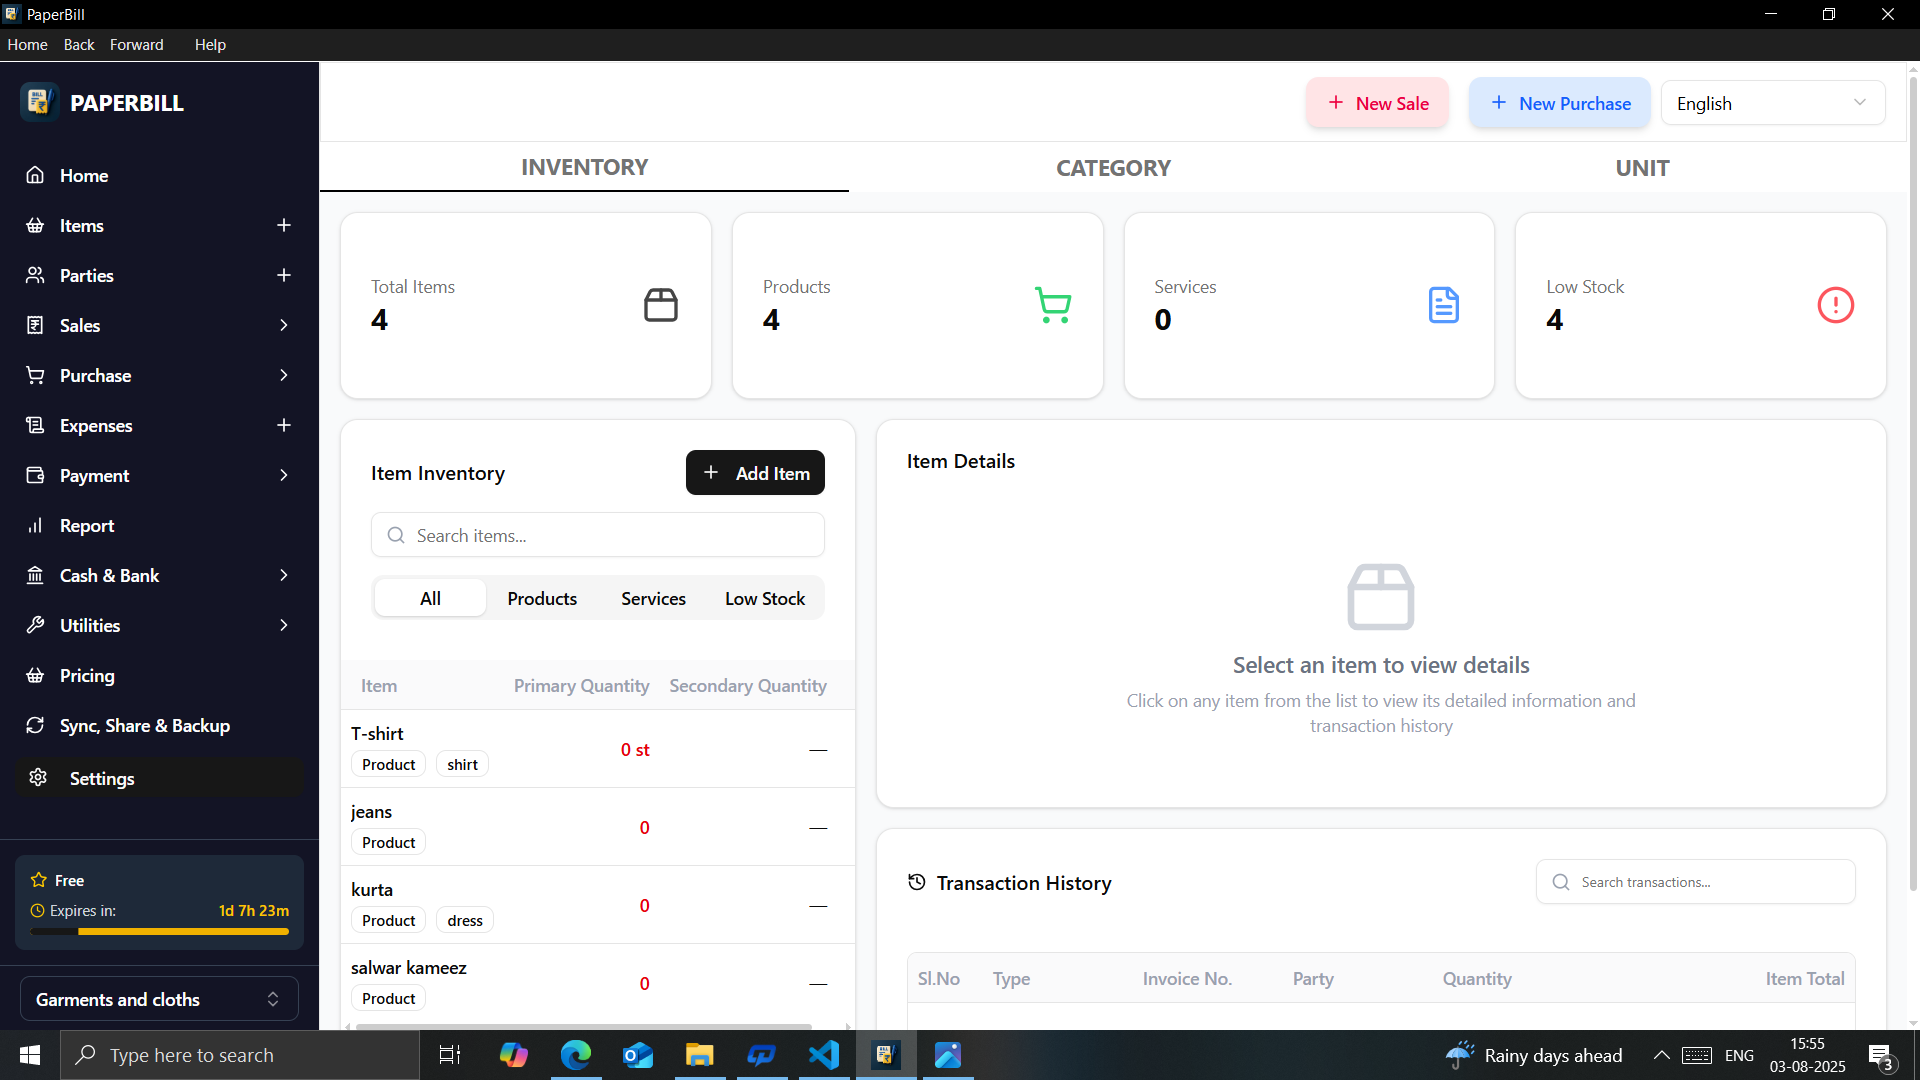 PaperBill
Home Back Forward Help
PAPERBILL
Home
Items
Parties
Sales
Purchase
Expenses
Payment
Report
Cash & Bank
Utilities
Pricing
Sync, Share & Backup
Settings
Free
Expires in: 1d 7h 23m
Garments and cloths
+ New Sale
+ New Purchase
English
INVENTORY CATEGORY UNIT
Total Items
4
Products
4
Services
0
Low Stock
4
Item Inventory
+ Add Item
Search items...
All Products Services Low Stock
Item Primary Quantity Secondary Quantity
T-shirt
Product shirt
0 st —
jeans
Product
0 —
kurta
Product dress
0 —
salwar kameez
Product
0 —
Item Details
Select an item to view details
Click on any item from the list to view its detailed information and
transaction history
Transaction History
Search transactions...
Sl.No Type Invoice No. Party Quantity Item Total
Type here to search
Rainy days ahead
ENG
15:55
03-08-2025
3